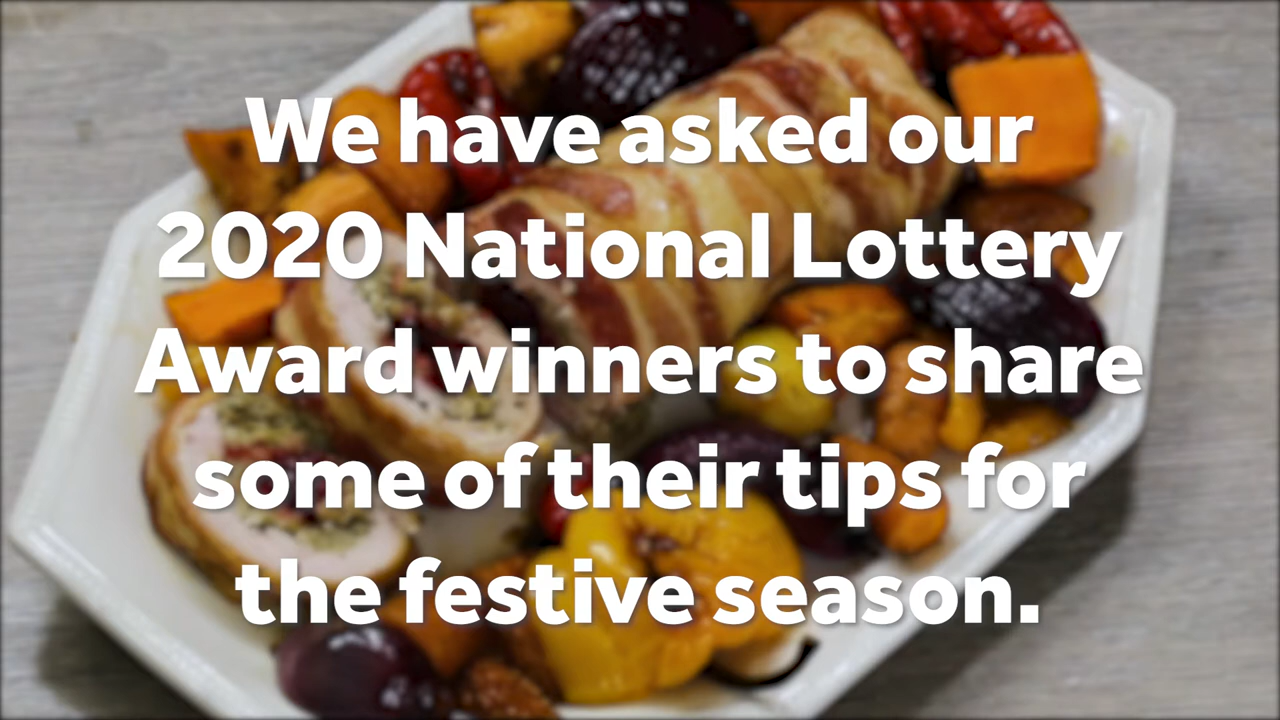 We have asked our
2020 National Lottery
Award winners to share
some of their tips for
the festive season.